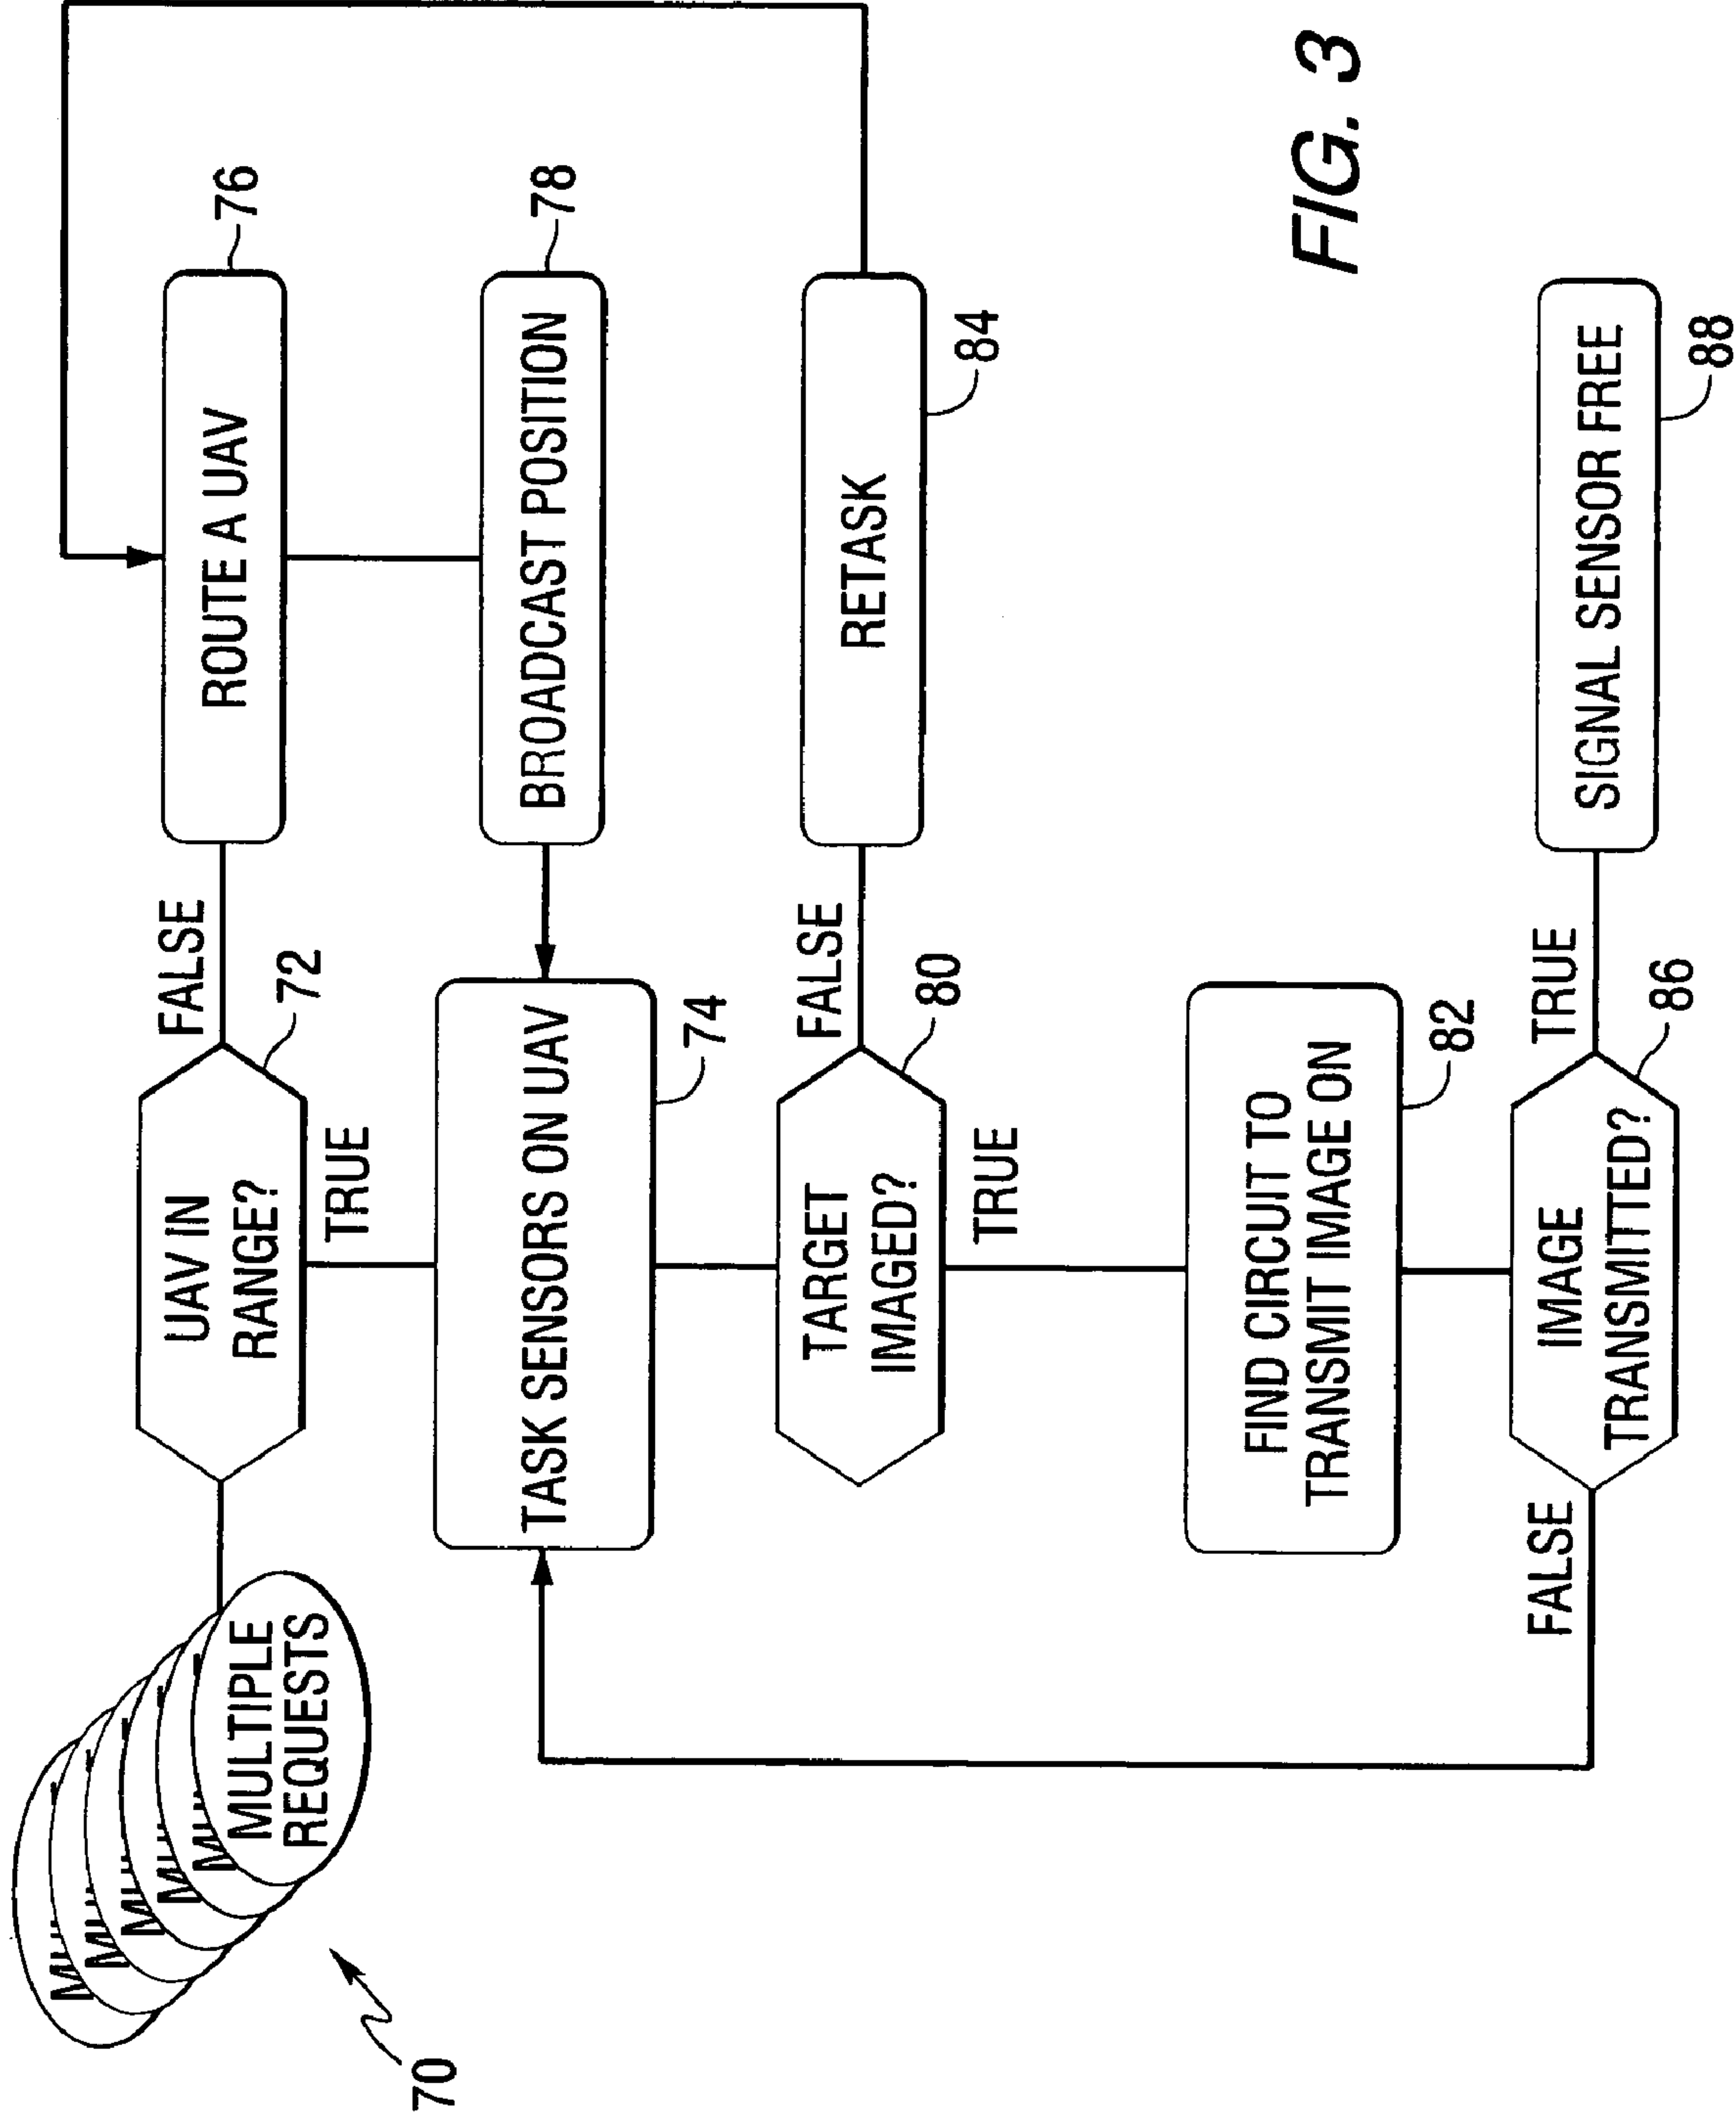 MULTIPLE
REQUESTS
70
UAV IN
RANGE?
72
FALSE
TRUE
ROUTE A UAV
76
TASK SENSORS ON UAV
74
BROADCAST POSITION
78
TARGET
IMAGED?
80
FALSE
TRUE
RETASK
84
FIND CIRCUIT TO
TRANSMIT IMAGE ON
82
IMAGE
TRANSMITTED?
86
FALSE
TRUE
SIGNAL SENSOR FREE
88
FIG. 3